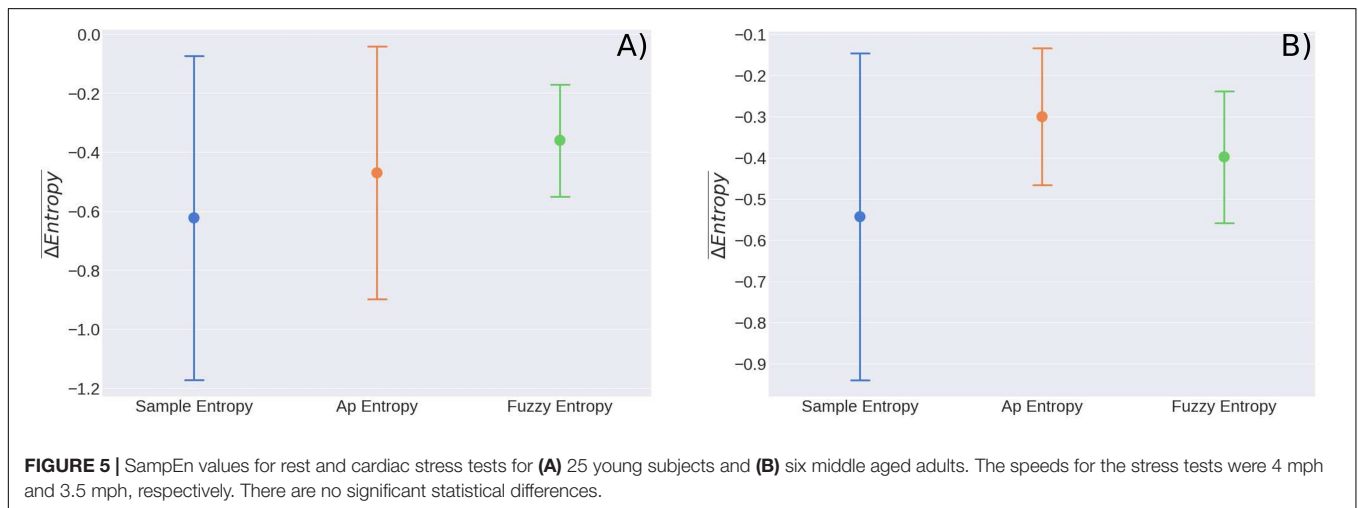 A)
0.0
−0.2
−0.4
−0.6
−0.8
−1.0
−1.2
ΔEntropy
Sample Entropy Ap Entropy Fuzzy Entropy
B)
−0.1
−0.2
−0.3
−0.4
−0.5
−0.6
−0.7
−0.8
−0.9
ΔEntropy
Sample Entropy Ap Entropy Fuzzy Entropy
FIGURE 5 | SampEn values for rest and cardiac stress tests for (A) 25 young subjects and (B) six middle aged adults. The speeds for the stress tests were 4 mph
and 3.5 mph, respectively. There are no significant statistical differences.